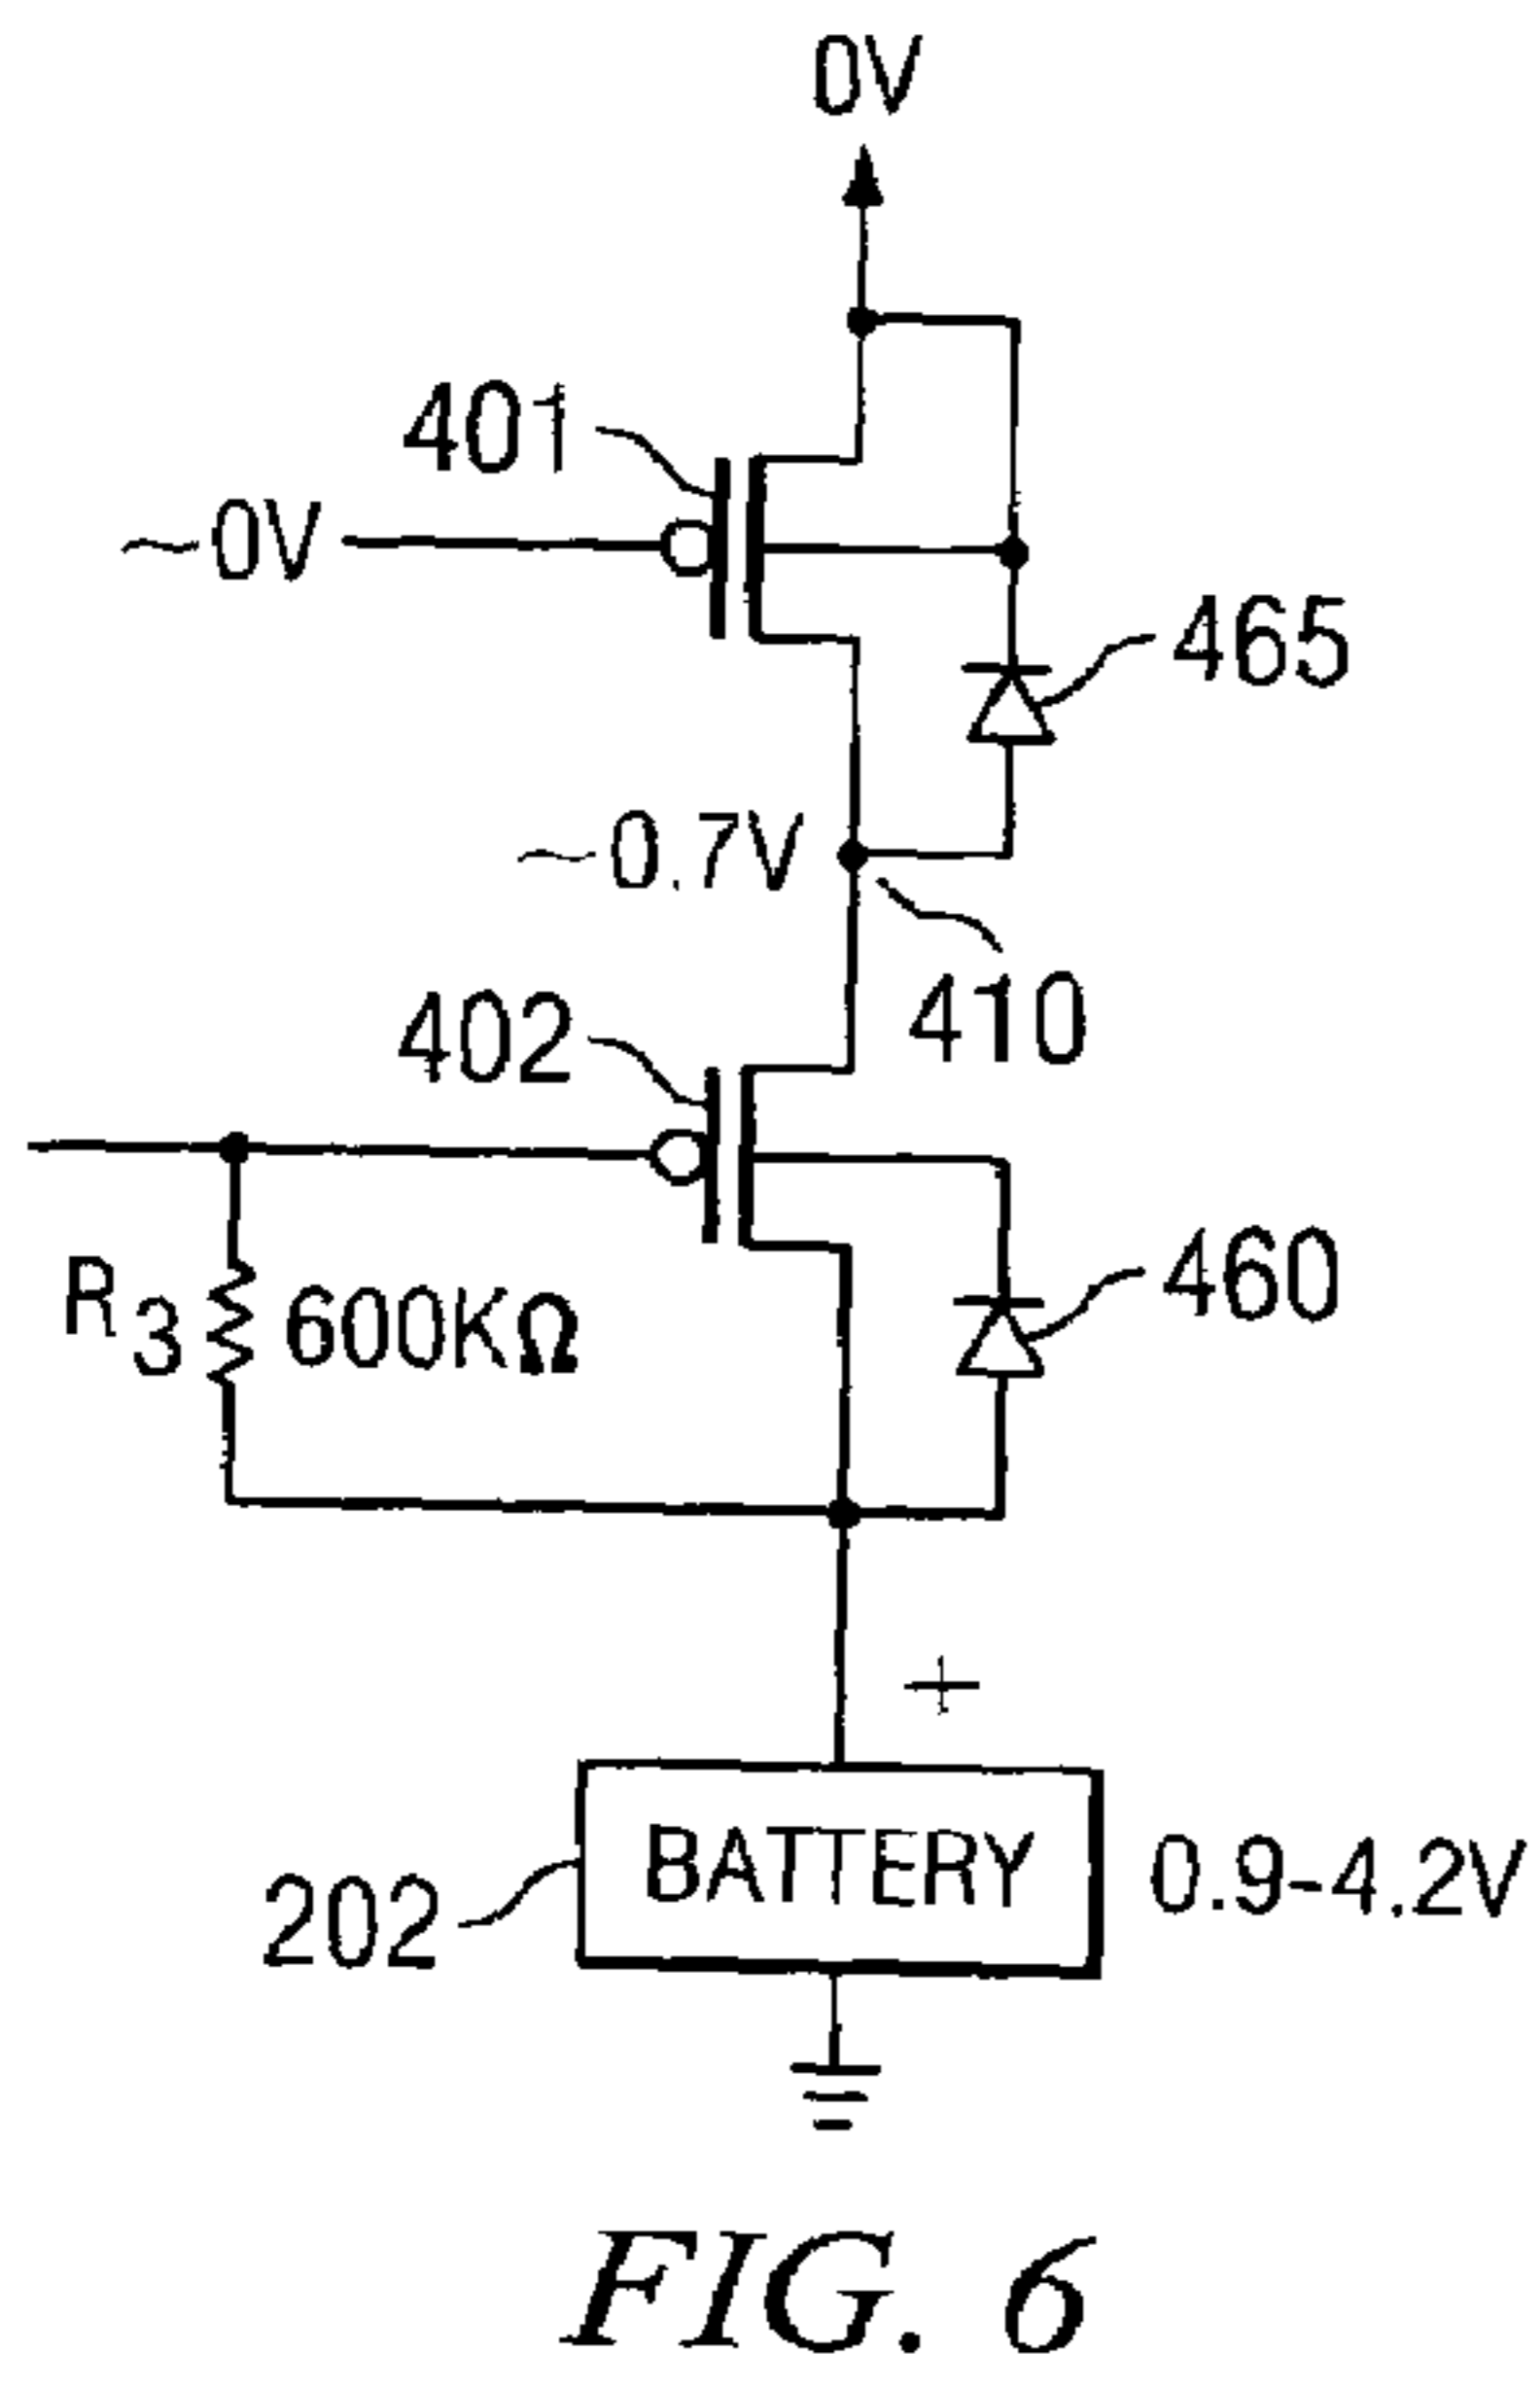 0V
401
~0V
465
~0.7V
410
402
R3 600KΩ
460
+
BATTERY
0.9-4.2V
202
FIG. 6